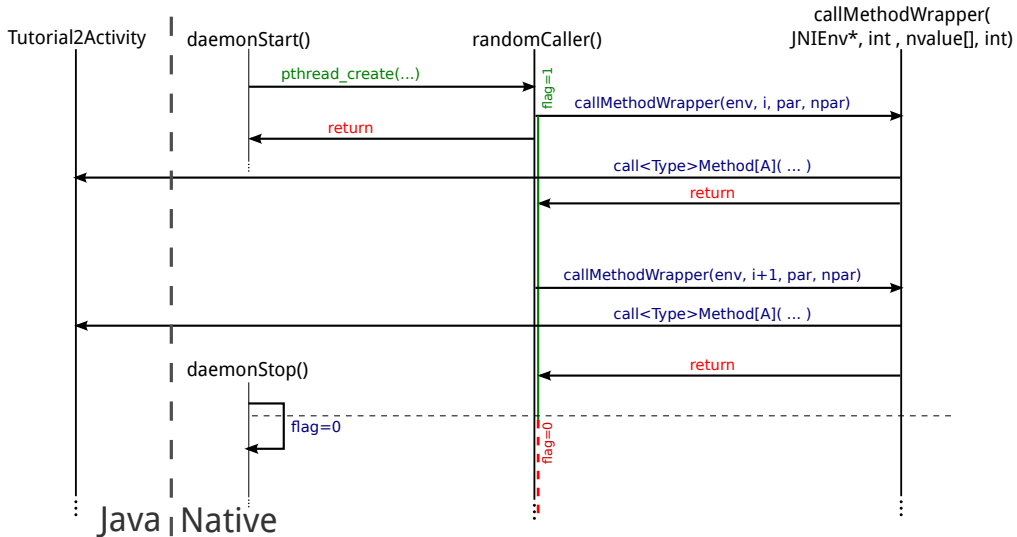 callMethodWrapper(
Tutorial2Activity
daemonStart()
randomCaller()
JNIEnv*, int , nvalue[], int)
pthread_create(...)
flag=1
callMethodWrapper(env, i, par, npar)
return
call<Type>Method[A]( ... )
return
callMethodWrapper(env, i+1, par, npar)
call<Type>Method[A]( ... )
return
daemonStop()
flag=0
flag=0
Java
Native